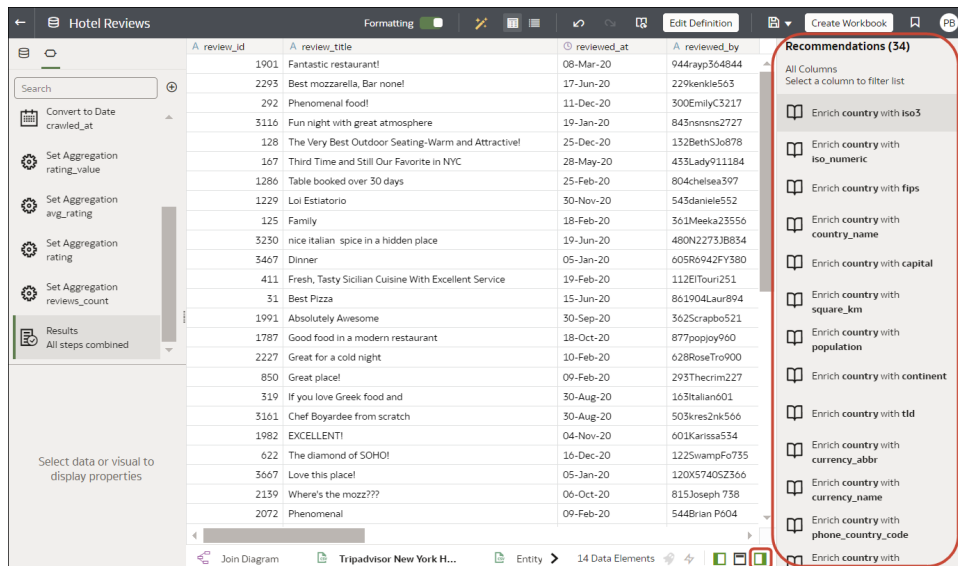 Hotel Reviews
Formatting
Edit Definition
Create Workbook
PB
Search
Convert to Date
crawled_at
Set Aggregation
rating_value
Set Aggregation
avg_rating
Set Aggregation
rating
Set Aggregation
reviews_count
Results
All steps combined
Select data or visual to
display properties
A review_id A review_title reviewed_at A reviewed_by
1901 Fantastic restaurant! 08-Mar-20 944rayp364844
2293 Best mozzarella, Bar none! 17-Jun-20 229kenkle563
292 Phenomenal food! 11-Dec-20 300EmilyC3217
3116 Fun night with great atmosphere 19-Jan-20 843nsnsns2727
128 The Very Best Outdoor Seating-Warm and Attractive! 25-Dec-20 132BethSJo878
167 Third Time and Still Our Favorite in NYC 28-May-20 433Lady911184
1286 Table booked over 30 days 25-Feb-20 804chelsea397
1229 Loi Estiatorio 30-Nov-20 543daniele552
125 Family 18-Feb-20 361Meeka23556
3230 nice italian spice in a hidden place 19-Jun-20 480N2273JB834
3467 Dinner 05-Jan-20 605R6942FY380
411 Fresh, Tasty Sicilian Cuisine With Excellent Service 19-Feb-20 112ElTouri251
31 Best Pizza 15-Jun-20 861904Laur894
1991 Absolutely Awesome 30-Sep-20 362Scrapbo521
1787 Good food in a modern restaurant 18-Oct-20 877popjoy960
2227 Great for a cold night 10-Feb-20 628RoseTro900
850 Great place! 09-Feb-20 293Thecrim227
319 If you love Greek food and 30-Aug-20 163Italian601
3161 Chef Boyardee from scratch 30-Aug-20 503kres2nk566
1982 EXCELLENT! 04-Nov-20 601Karissa534
622 The diamond of SOHO! 16-Dec-20 122SwampFo735
3667 Love this place! 05-Jan-20 120X5740SZ366
2139 Where's the mozz??? 06-Oct-20 815Joseph 738
2072 Phenomenal 09-Feb-20 544Brian P604
Join Diagram Tripadvisor New York H... Entity 14 Data Elements
Recommendations (34)
All Columns
Select a column to filter list
Enrich country with iso3
Enrich country with
iso_numeric
Enrich country with fips
Enrich country with
country_name
Enrich country with capital
Enrich country with
square_km
Enrich country with
population
Enrich country with continent
Enrich country with tld
Enrich country with
currency_abbr
Enrich country with
currency_name
Enrich country with
phone_country_code
Enrich country with